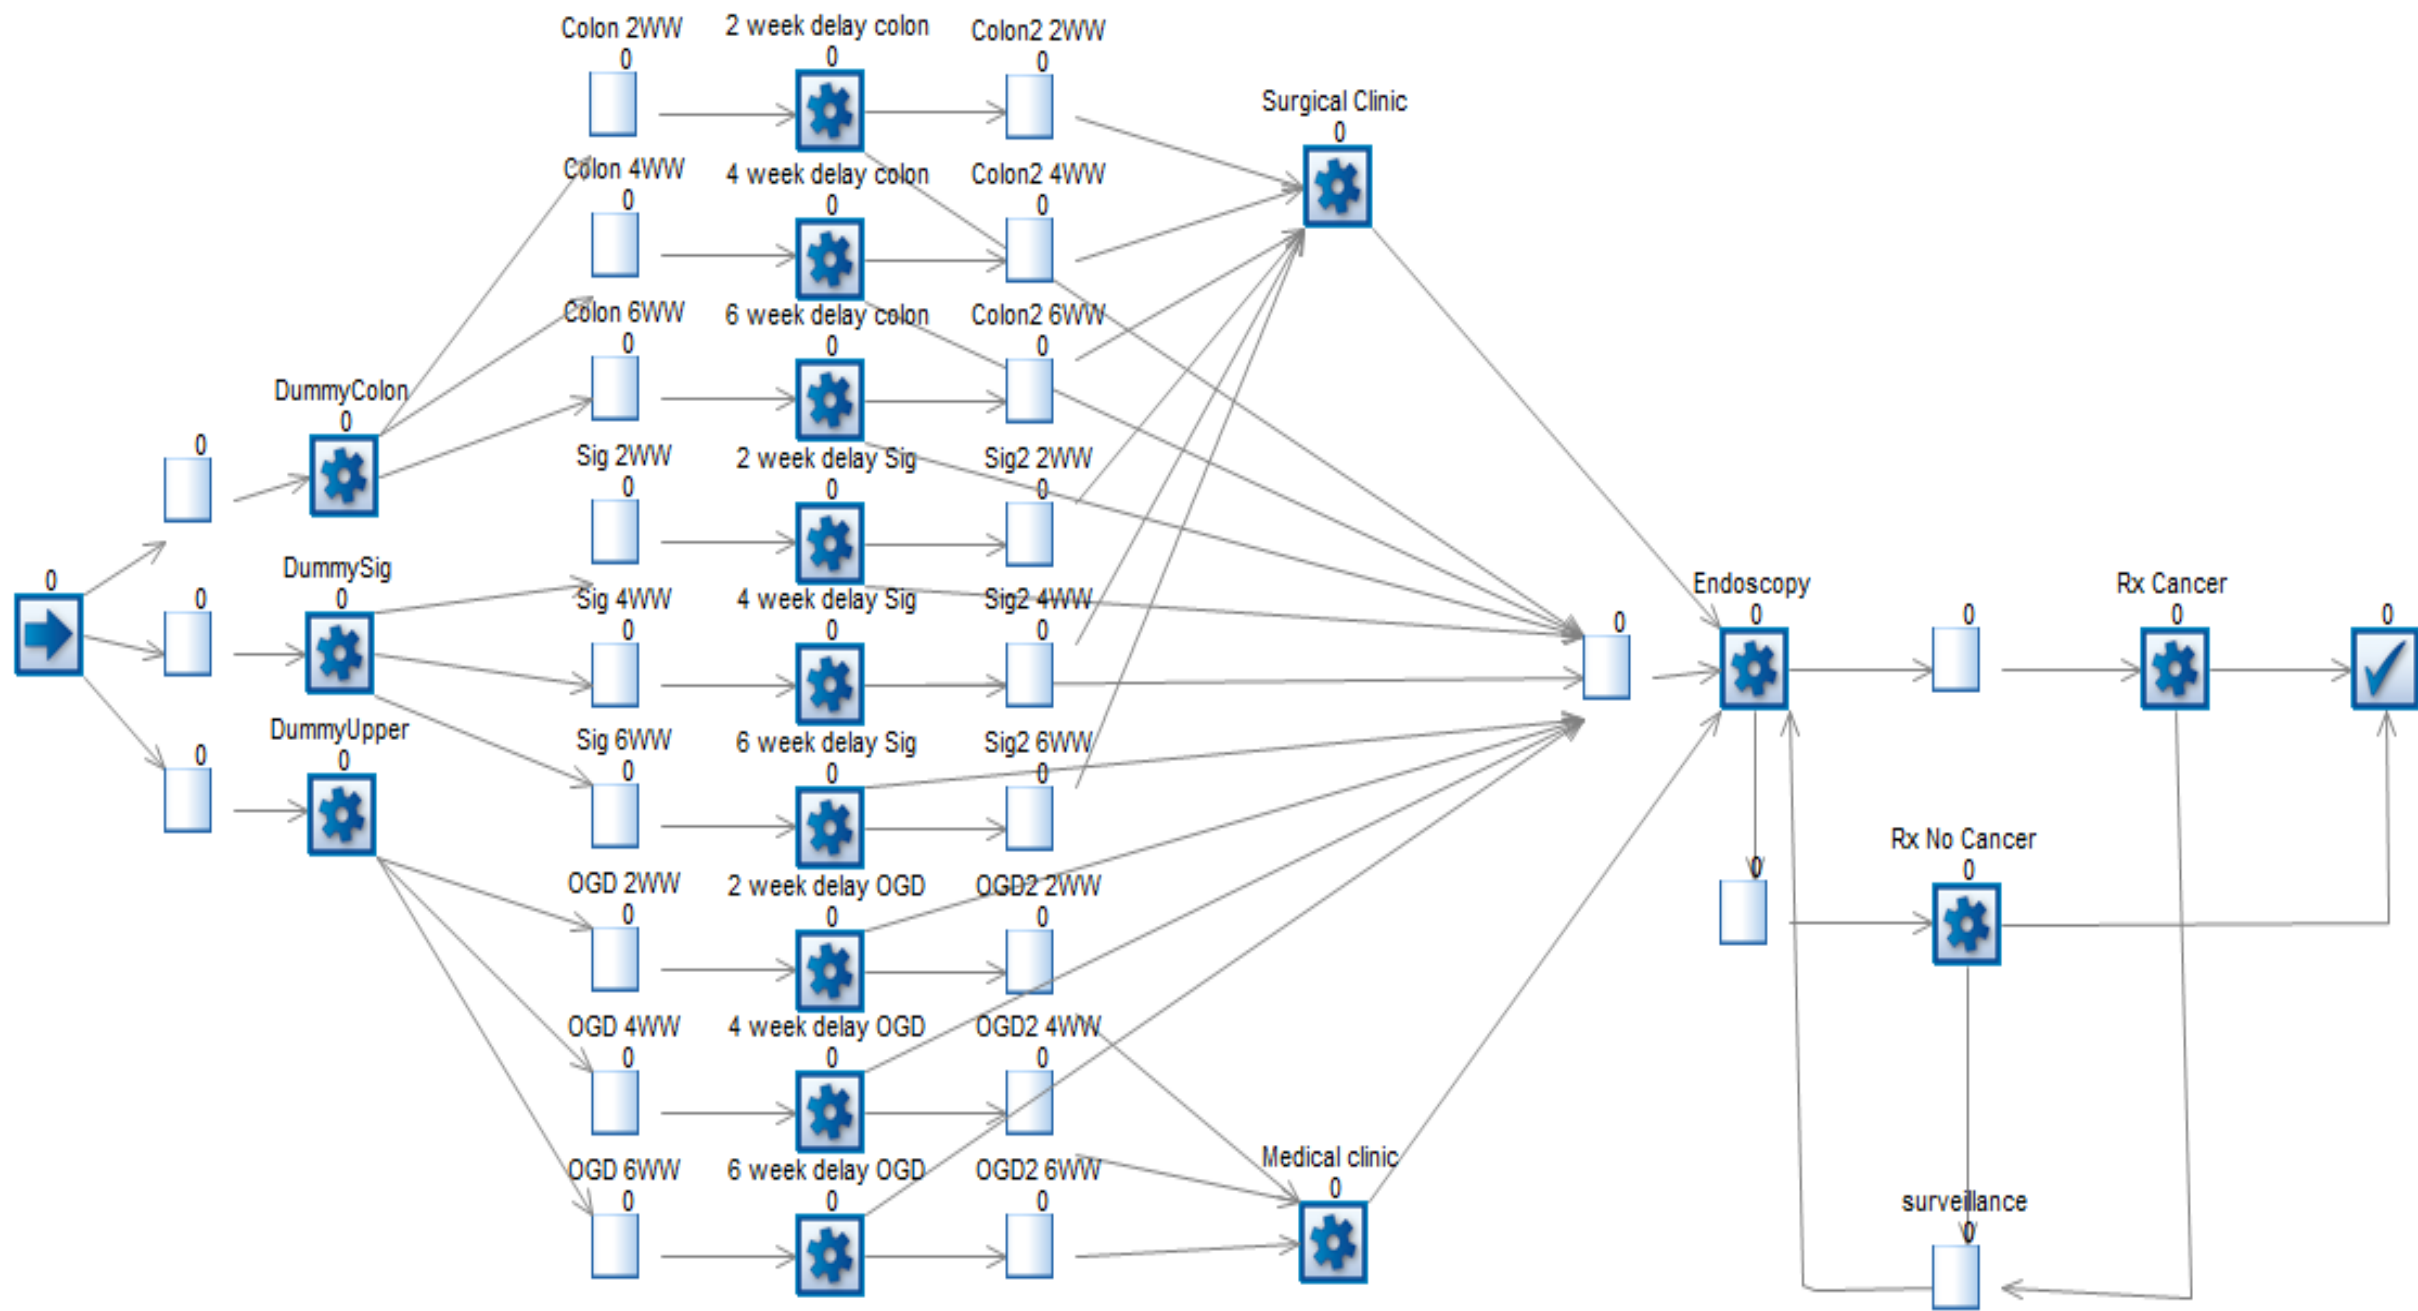 Colon 2WW
0
2 week delay colon
0
Colon2 2WW
0
Surgical Clinic
0
Colon 4WW
0
4 week delay colon
0
Colon2 4WW
0
Colon 6WW
0
6 week delay colon
0
Colon2 6WW
0
DummyColon
0
0
Sig 2WW
0
2 week delay Sig
0
Sig2 2WW
0
0
0
DummySig
0
Sig 4WW
0
4 week delay Sig
0
Sig2 4WW
0
0
Endoscopy
0
0
Rx Cancer
0
0
DummyUpper
0
0
Sig 6WW
0
6 week delay Sig
0
Sig2 6WW
0
OGD 2WW
0
2 week delay OGD
0
OGD2 2WW
0
0
Rx No Cancer
0
OGD 4WW
0
4 week delay OGD
0
OGD2 4WW
0
OGD 6WW
0
6 week delay OGD
0
OGD2 6WW
0
Medical clinic
0
surveillance
0